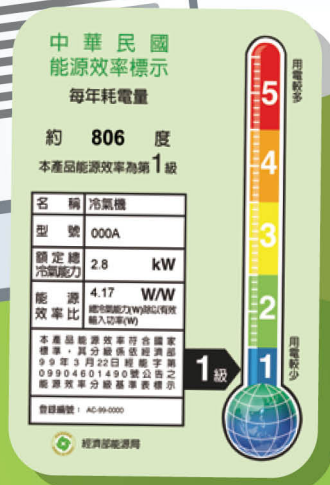 中華民國
能源效率標示
每年耗電量
約 806 度
本產品能源效率為第1級
名稱 冷氣機
型號 000A
額定總冷氣能力 2.8 kW
能源效率比 4.17 W/W
總冷氣能力(W)除以有效
輸入功率(W)
本產品能源效率符合國家
標準，其分級係依經濟部
99年3月22日經能字第
09904601490號公告之
能源效率分級基準表標示
登錄編號： AC-99-0000
經濟部能源局
用電較多
5
4
3
2
1
1級
用電較少